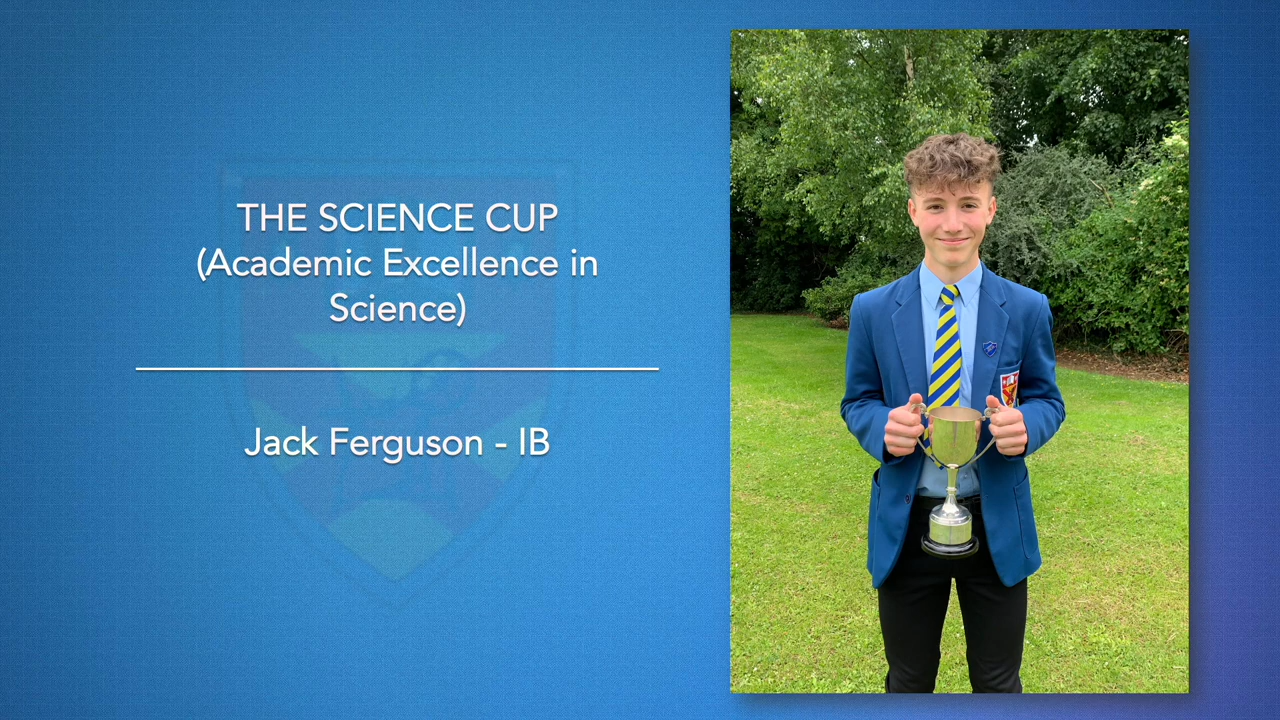 THE SCIENCE CUP
(Academic Excellence in
Science)
Jack Ferguson - IB